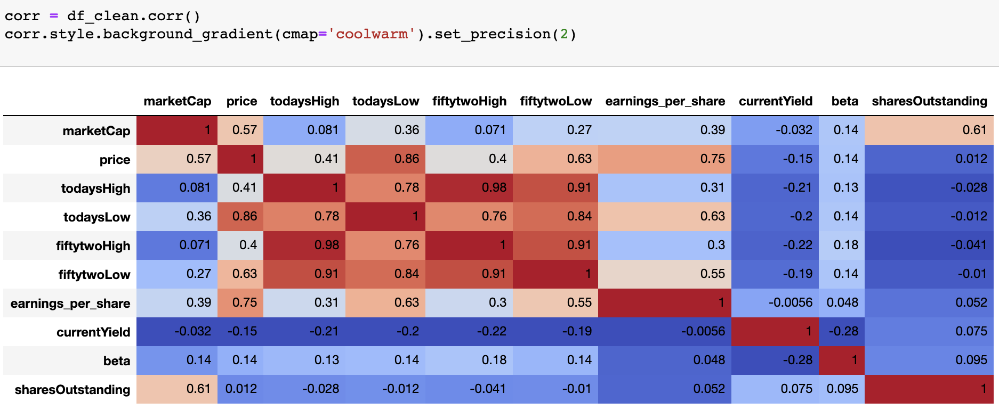 corr = df_clean.corr()
corr.style.background_gradient(cmap='coolwarm').set_precision(2)
marketCap price todaysHigh todaysLow fiftytwoHigh fiftytwoLow earnings_per_share currentYield beta sharesOutstanding
marketCap 1 0.57 0.081 0.36 0.071 0.27 0.39 -0.032 0.14 0.61
price 0.57 1 0.41 0.86 0.4 0.63 0.75 -0.15 0.14 0.012
todaysHigh 0.081 0.41 1 0.78 0.98 0.91 0.31 -0.21 0.13 -0.028
todaysLow 0.36 0.86 0.78 1 0.76 0.84 0.63 -0.2 0.14 -0.012
fiftytwoHigh 0.071 0.4 0.98 0.76 1 0.91 0.3 -0.22 0.18 -0.041
fiftytwoLow 0.27 0.63 0.91 0.84 0.91 1 0.55 -0.19 0.14 -0.01
earnings_per_share 0.39 0.75 0.31 0.63 0.3 0.55 1 -0.0056 0.048 0.052
currentYield -0.032 -0.15 -0.21 -0.2 -0.22 -0.19 -0.0056 1 -0.28 0.075
beta 0.14 0.14 0.13 0.14 0.18 0.14 0.048 -0.28 1 0.095
sharesOutstanding 0.61 0.012 -0.028 -0.012 -0.041 -0.01 0.052 0.075 0.095 1